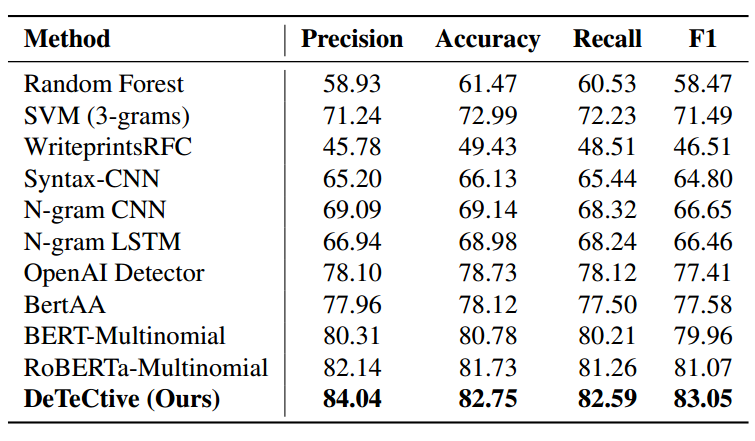 Method Precision Accuracy Recall F1
Random Forest 58.93 61.47 60.53 58.47
SVM (3-grams) 71.24 72.99 72.23 71.49
WriteprintsRFC 45.78 49.43 48.51 46.51
Syntax-CNN 65.20 66.13 65.44 64.80
N-gram CNN 69.09 69.14 68.32 66.65
N-gram LSTM 66.94 68.98 68.24 66.46
OpenAI Detector 78.10 78.73 78.12 77.41
BertAA 77.96 78.12 77.50 77.58
BERT-Multinomial 80.31 80.78 80.21 79.96
RoBERTa-Multinomial 82.14 81.73 81.26 81.07
DeTeCtive (Ours) 84.04 82.75 82.59 83.05